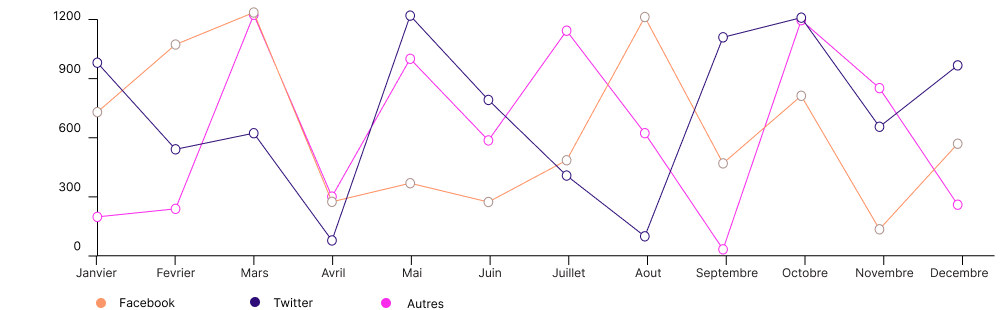 1200
900
600
300
0
Janvier Fevrier Mars Avril Mai Juin Juillet Aout Septembre Octobre Novembre Decembre
Facebook Twitter Autres